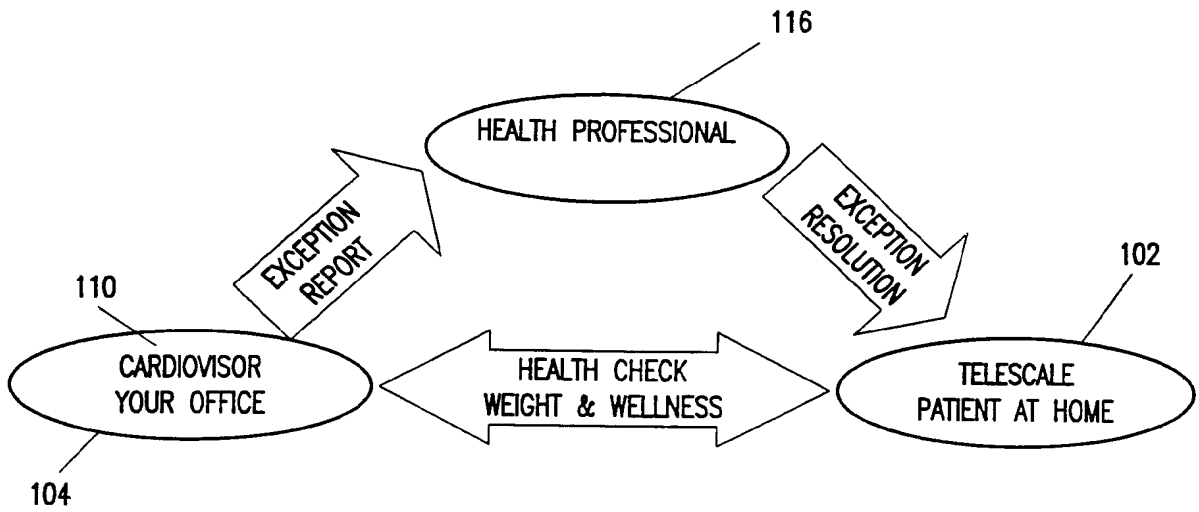 116
HEALTH PROFESSIONAL
EXCEPTION
REPORT
EXCEPTION
RESOLUTION
102
110
CARDIOVISOR
YOUR OFFICE
HEALTH CHECK
WEIGHT & WELLNESS
TELESCALE
PATIENT AT HOME
104